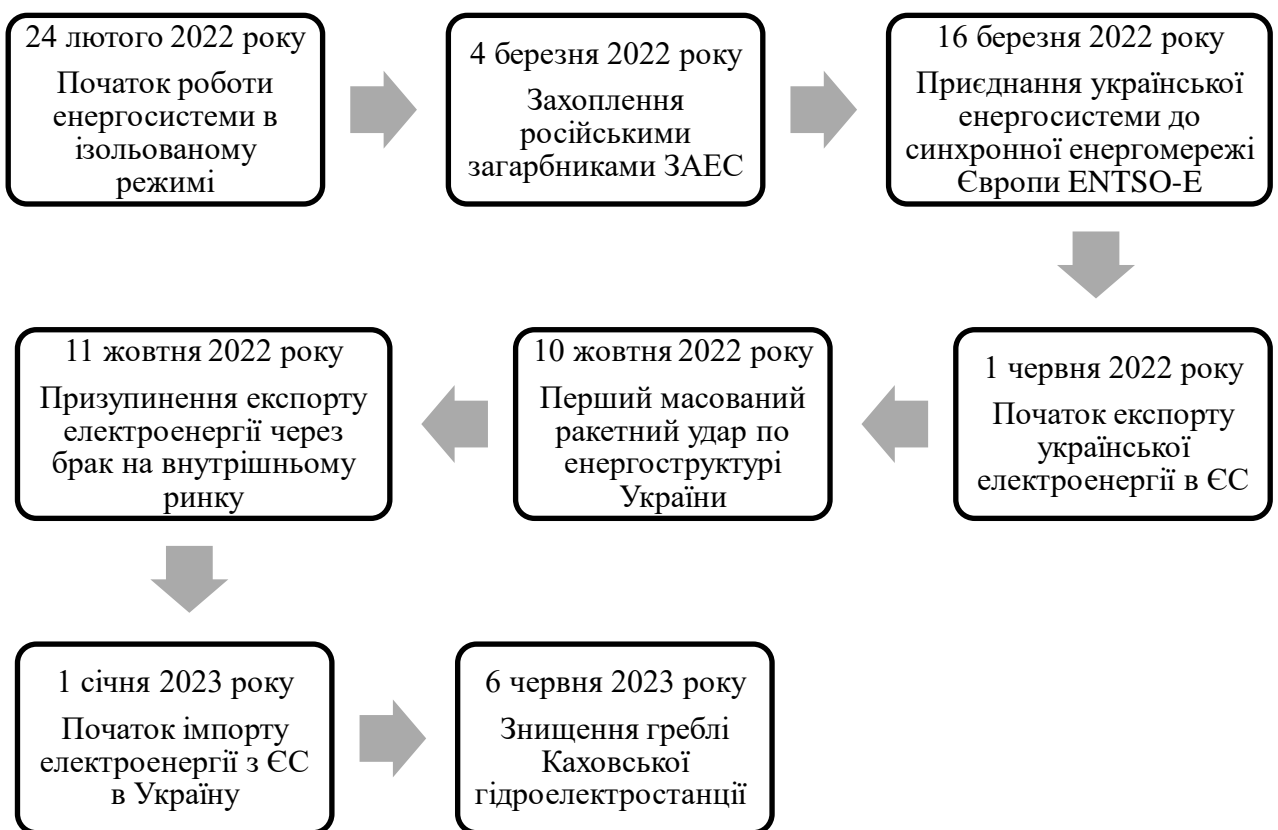 24 лютого 2022 року
Початок роботи
енергосистеми в
ізольованому
режимі
4 березня 2022 року
Захоплення
російськими
загарбниками ЗАЕС
16 березня 2022 року
Приєднання української
енергосистеми до
синхронної енергомережі
Європи ENTSO-E
1 червня 2022 року
Початок експорту
української
електроенергії в ЄС
10 жовтня 2022 року
Перший масований
ракетний удар по
енергоструктурі
України
11 жовтня 2022 року
Призупинення експорту
електроенергії через
брак на внутрішньому
ринку
1 січня 2023 року
Початок імпорту
електроенергії з ЄС
в Україну
6 червня 2023 року
Знищення греблі
Каховської
гідроелектростанції